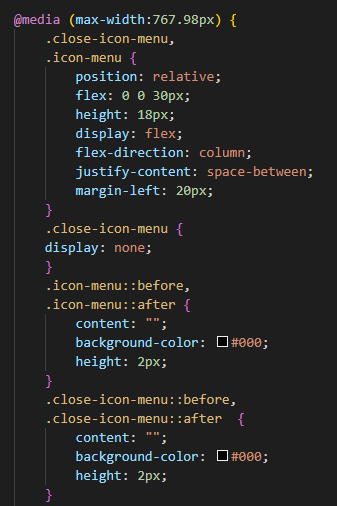 @media (max-width:767.98px) {
    .close-icon-menu,
    .icon-menu {
        position: relative;
        flex: 0 0 30px;
        height: 18px;
        display: flex;
        flex-direction: column;
        justify-content: space-between;
        margin-left: 20px;
    }
    .close-icon-menu {
    display: none;
    }
    .icon-menu::before,
    .icon-menu::after {
        content: "";
        background-color: #000;
        height: 2px;
    }
    .close-icon-menu::before,
    .close-icon-menu::after  {
        content: "";
        background-color: #000;
        height: 2px;
    }